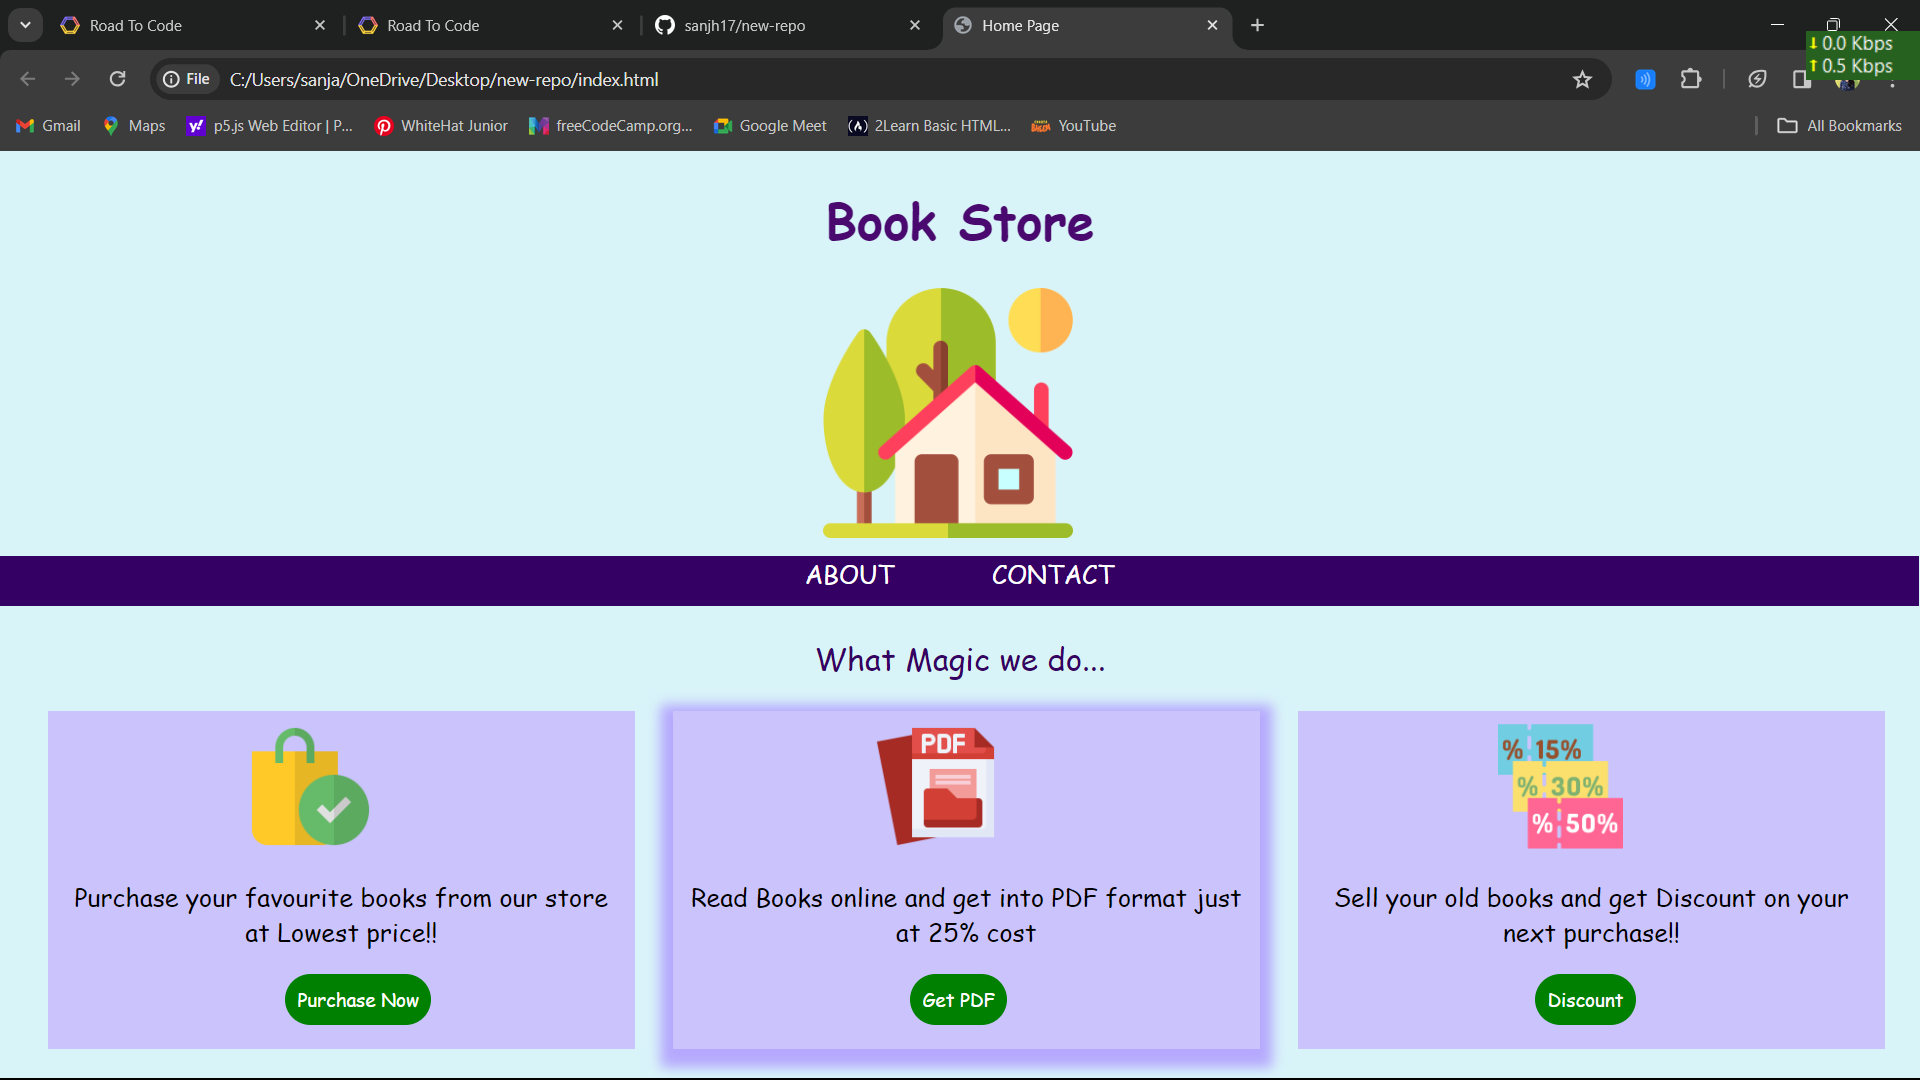 Road To Code
Road To Code
sanjh17/new-repo
Home Page
0.0 Kbps
0.5 Kbps
File
C:/Users/sanja/OneDrive/Desktop/new-repo/index.html
Gmail
Maps
y!
p5.js Web Editor | P...
WhiteHat Junior
freeCodeCamp.org...
Google Meet
2Learn Basic HTML...
YouTube
All Bookmarks
Book Store
ABOUT
CONTACT
What Magic we do...
Purchase your favourite books from our store
at Lowest price!!
Purchase Now
PDF
Read Books online and get into PDF format just
at 25% cost
Get PDF
% 15%
% 30%
% 50%
Sell your old books and get Discount on your
next purchase!!
Discount